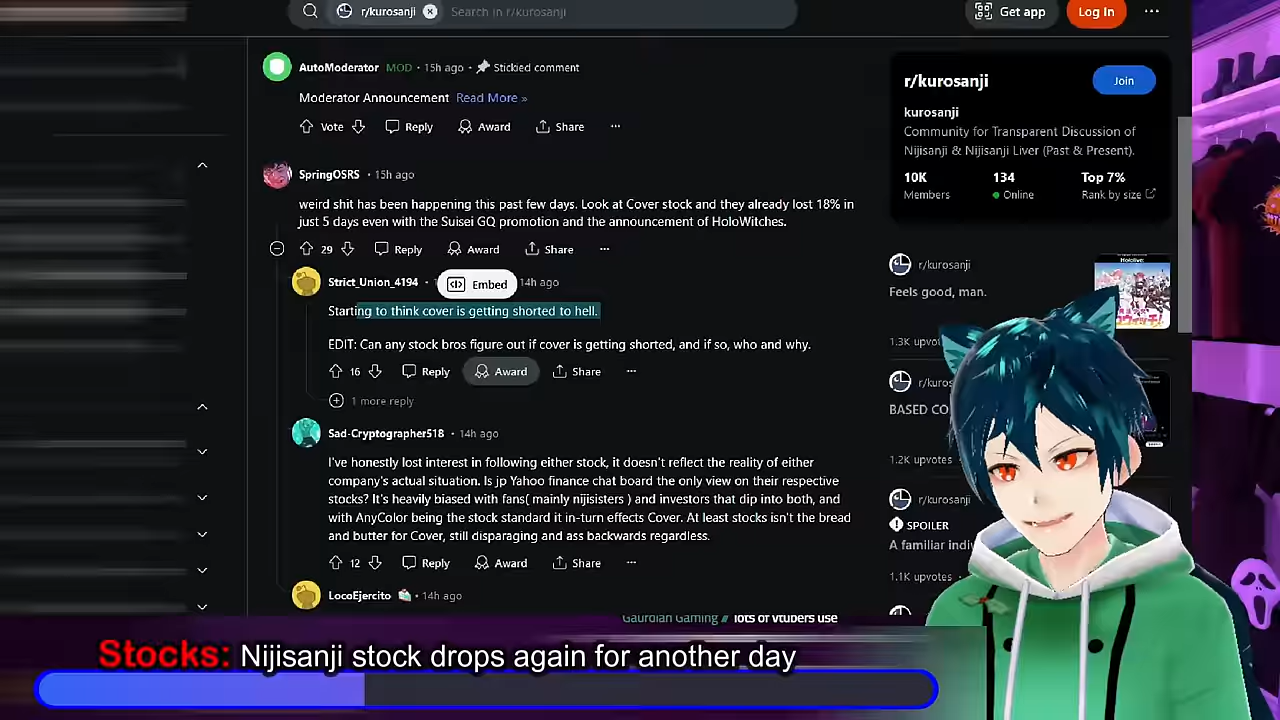 r/kurosanji
Search in r/kurosanji
Get app
Log In
AutoModerator MOD • 15h ago • Stickied comment
Moderator Announcement Read More »
Vote
Reply
Award
Share
SpringOSRS • 15h ago
weird shit has been happening this past few days. Look at Cover stock and they already lost 18% in
just 5 days even with the Suisei GQ promotion and the announcement of HoloWitches.
29
Reply
Award
Share
Strict_Union_4194 •
Embed
14h ago
Starting to think cover is getting shorted to hell.
EDIT: Can any stock bros figure out if cover is getting shorted, and if so, who and why.
16
Reply
Award
Share
1 more reply
Sad-Cryptographer518 • 14h ago
I've honestly lost interest in following either stock, it doesn't reflect the reality of either
company's actual situation. Is jp Yahoo finance chat board the only view on their respective
stocks? It's heavily biased with fans( mainly nijisisters ) and investors that dip into both, and
with AnyColor being the stock standard it in-turn effects Cover. At least stocks isn't the bread
and butter for Cover, still disparaging and ass backwards regardless.
12
Reply
Award
Share
LocoEjercito • 14h ago
r/kurosanji
Join
kurosanji
Community for Transparent Discussion of
Nijisanji & Nijisanji Liver (Past & Present).
10K
134
Top 7%
Members
Online
Rank by size
r/kurosanji
Feels good, man.
1.3K upvo
r/kuros
BASED CO
1.2K upvotes
r/kurosanji
SPOILER
A familiar indiv
1.1K upvotes
Gaurdian Gaming // lots of vtubers use
Stocks: Nijisanji stock drops again for another day